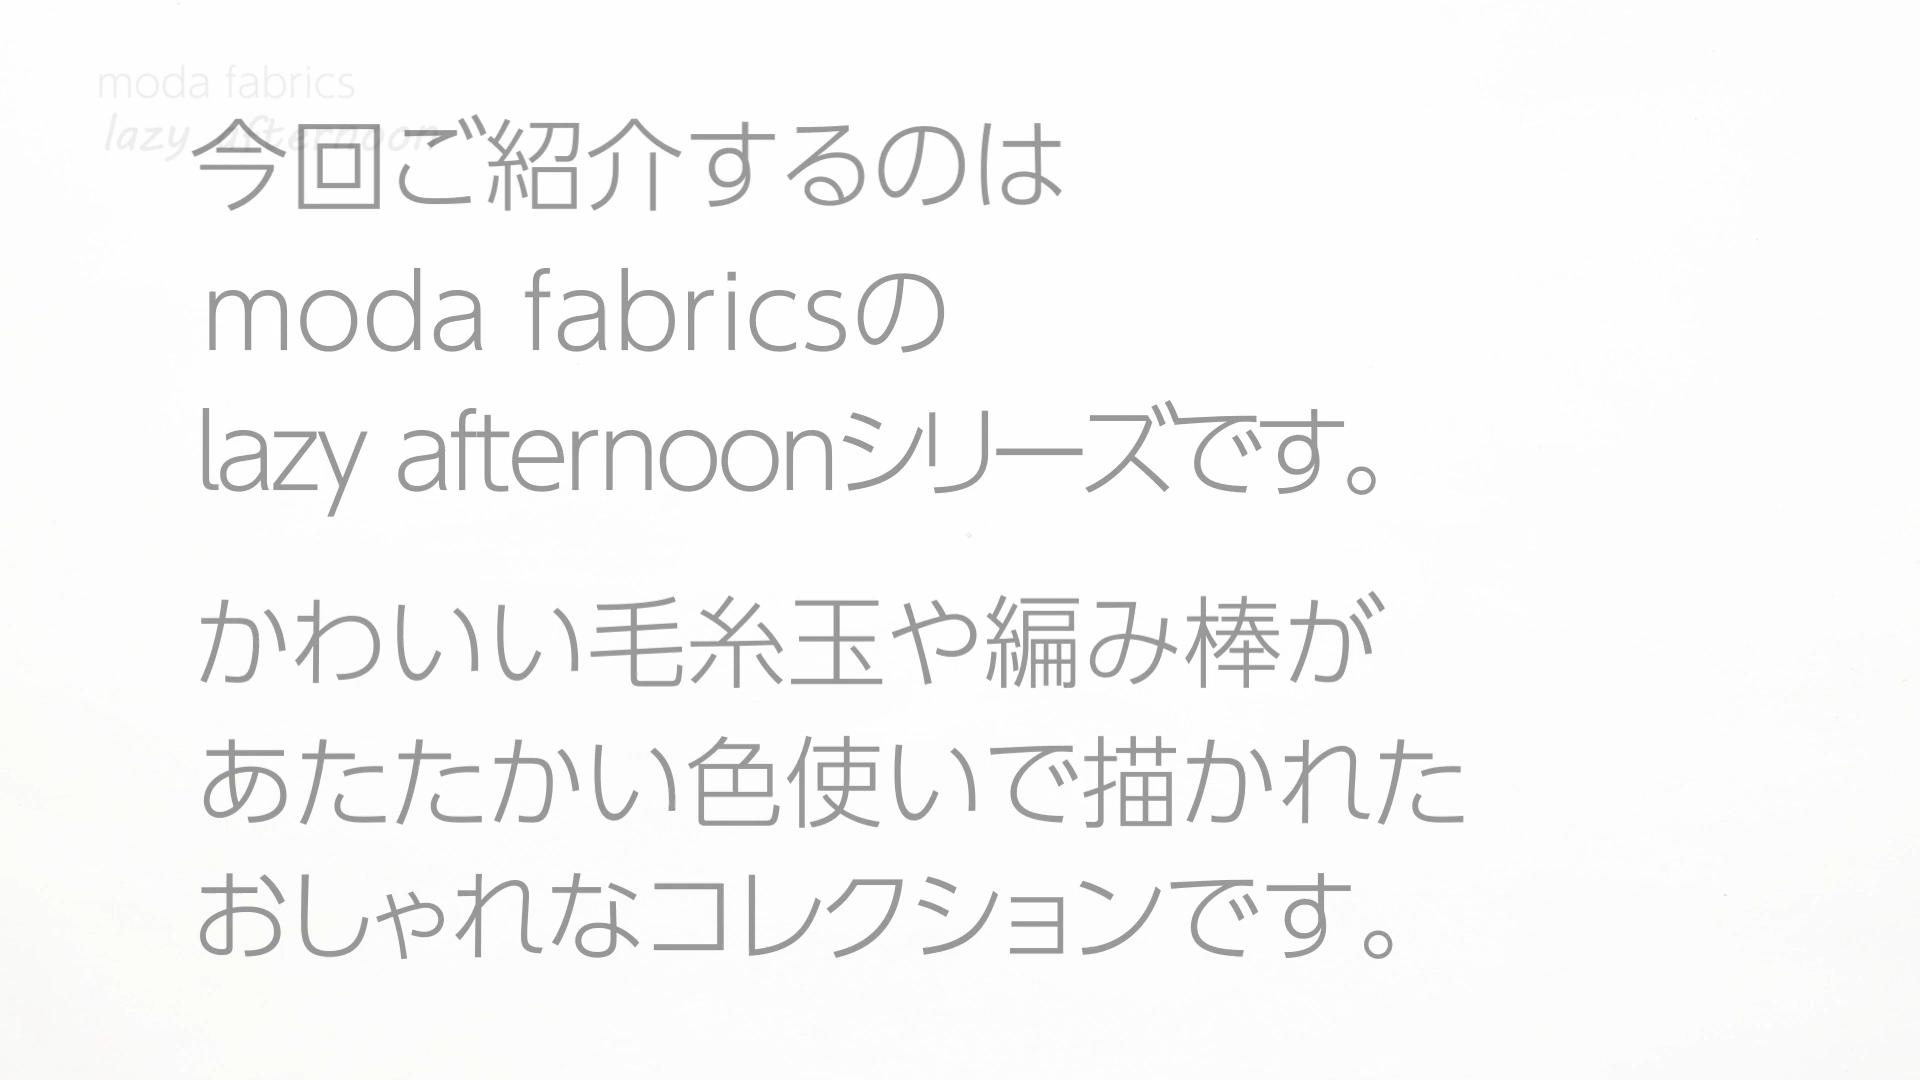 moda fabrics
lazy afternoon
今回ご紹介するのは
moda fabricsの
lazy afternoonシリーズです。
かわいい毛糸玉や編み棒が
あたたかい色使いで描かれた
おしゃれなコレクションです。